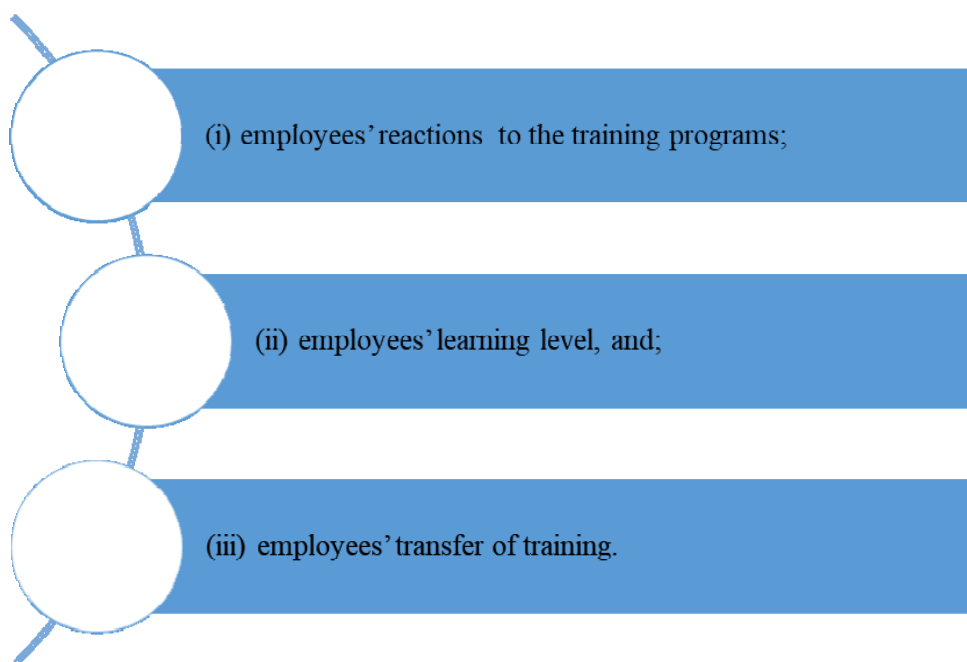 (i) employees’ reactions to the training programs;
(ii) employees’ learning level, and;
(iii) employees’ transfer of training.